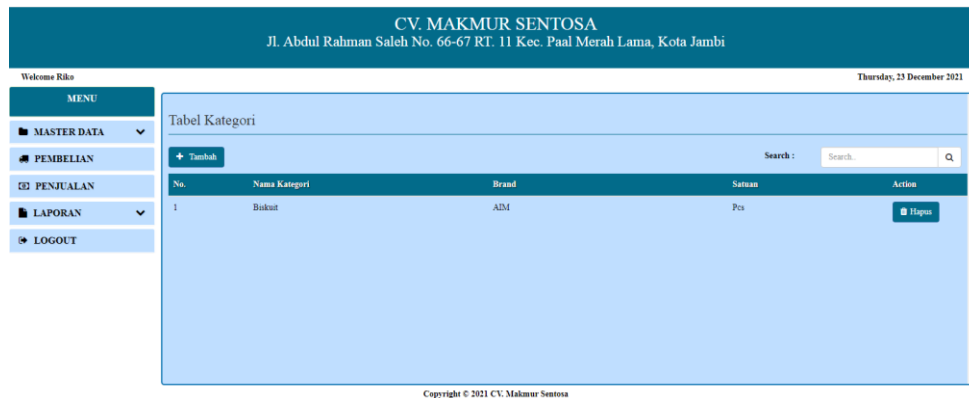 CV. MAKMUR SENTOSA
Jl. Abdul Rahman Saleh No. 66-67 RT. 11 Kec. Paal Merah Lama, Kota Jambi
Welcome Riko
Thursday, 23 December 2021
MENU
MASTER DATA
PEMBELIAN
PENJUALAN
LAPORAN
LOGOUT
Tabel Kategori
Tambah
Search : Search..
No. Nama Kategori Brand Satuan Action
1 Biskuit AIM Pcs Hapus
Copyright © 2021 CV. Makmur Sentosa